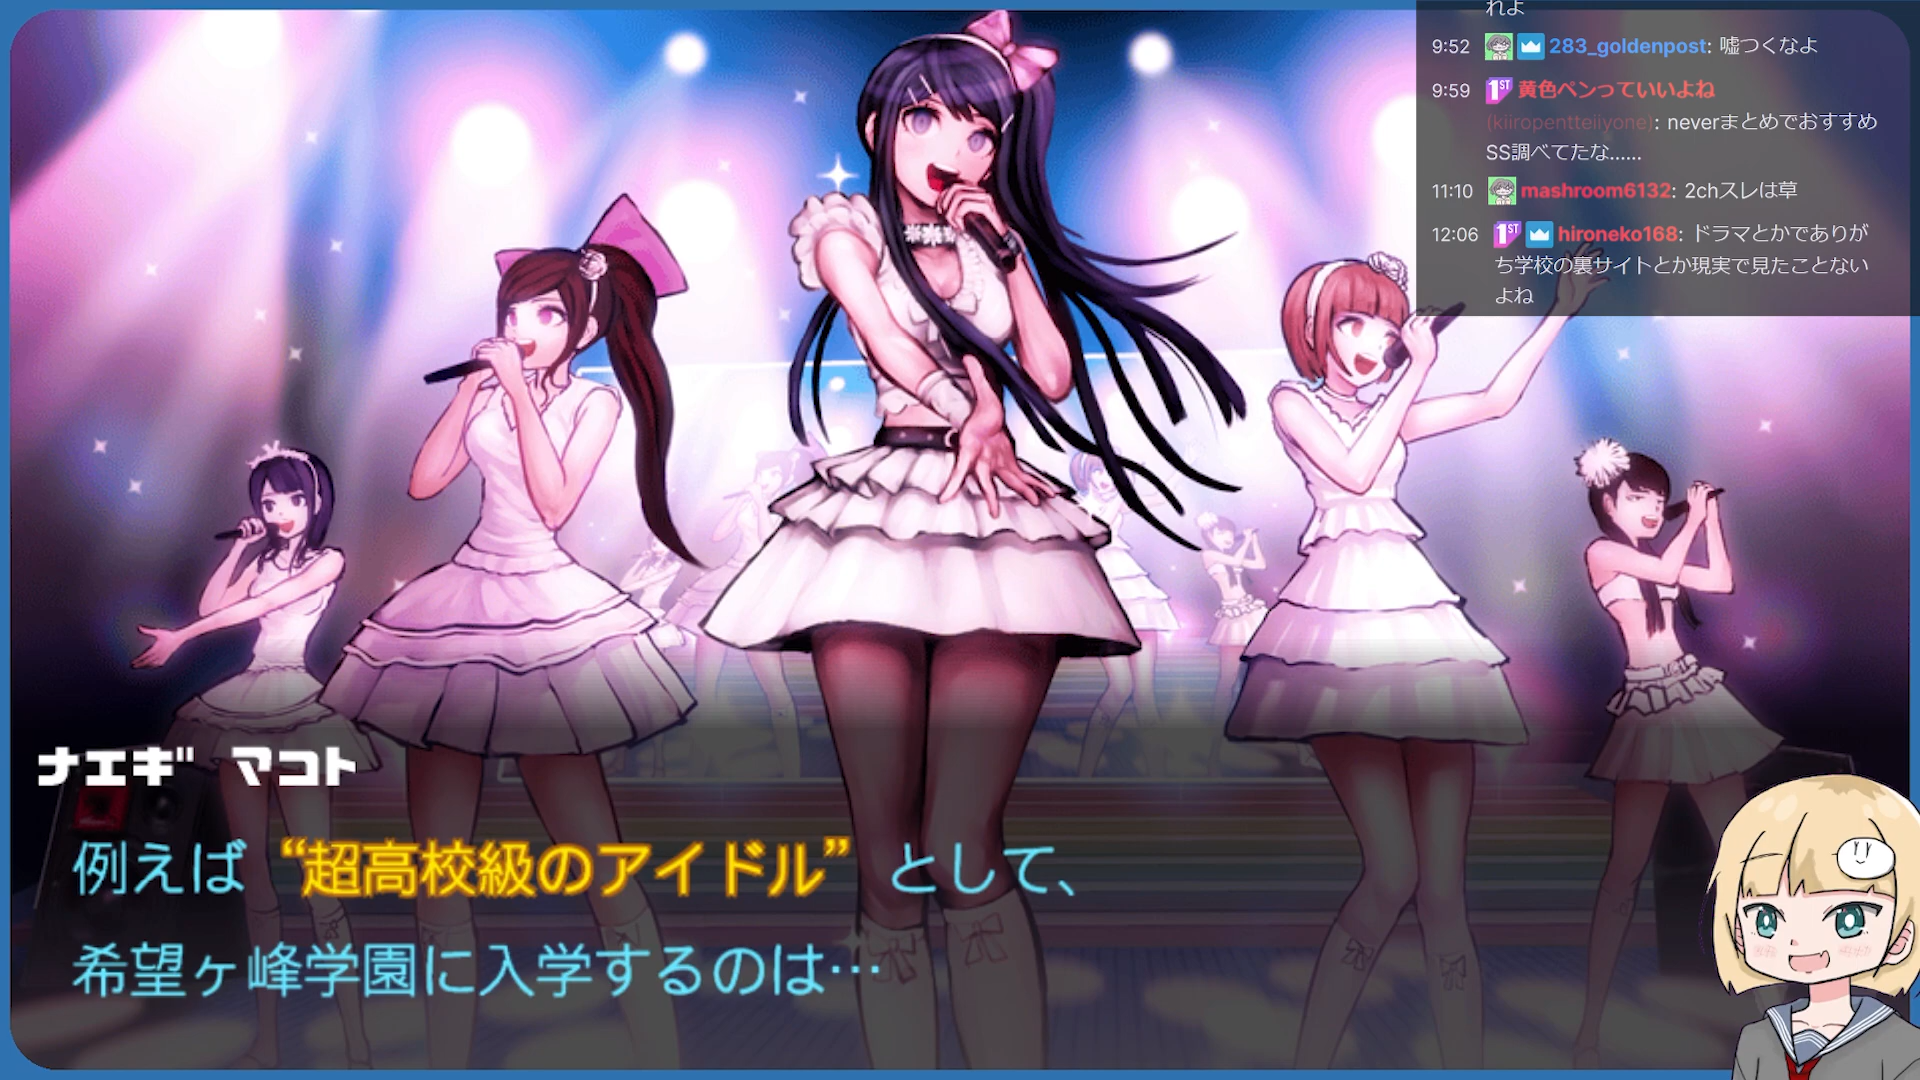 れよ
9:52 283_goldenpost: 嘘つくなよ
9:59 1ST 黄色ペンっていいよね
(kiiropentteiiyone): neverまとめでおすすめ
SS調べてたな......
11:10 mashroom6132: 2chスレは草
12:06 1ST hironeko168: ドラマとかでありが
ち学校の裏サイトとか現実で見たことない
よね
ナエギ マコト
例えば “超高校級のアイドル” として、
希望ヶ峰学園に入学するのは…